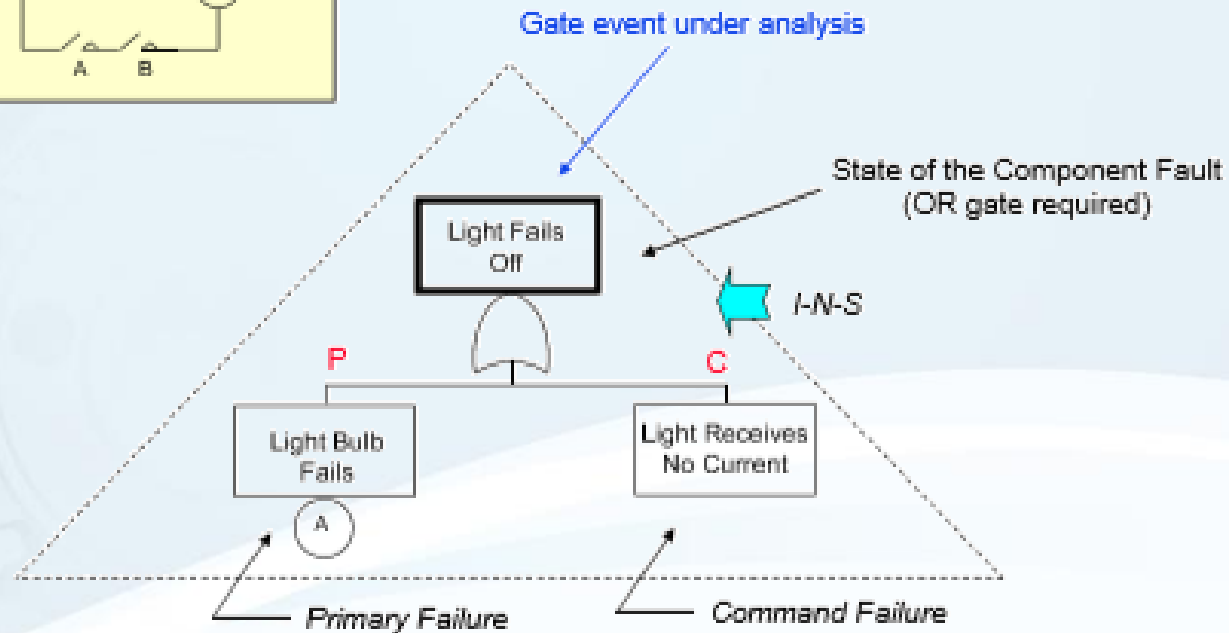 A B
Gate event under analysis
State of the Component Fault
(OR gate required)
Light Fails
Off
I-N-S
P
C
Light Bulb
Fails
Light Receives
No Current
A
Primary Failure
Command Failure